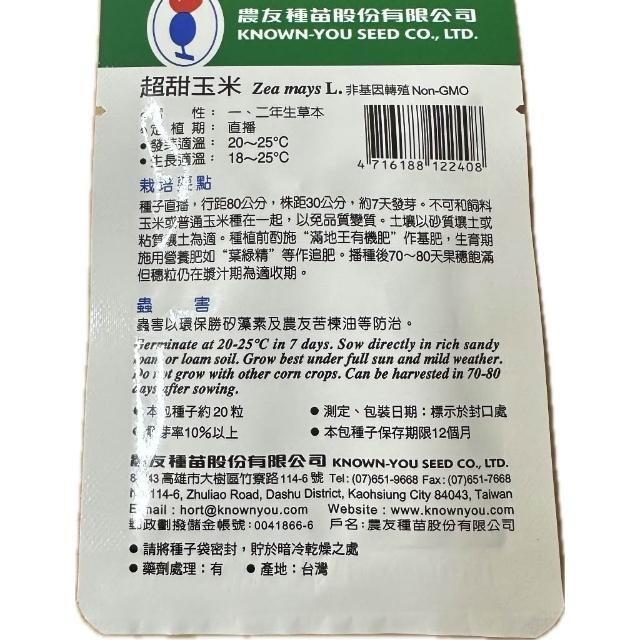 農友種苗股份有限公司
KNOWN-YOU SEED CO., LTD.
超甜玉米 Zea mays L. 非基因轉殖 Non-GMO
性：一、二年生草本
植期：直播
●發芽適溫：20～25°C
●生長適溫：18～25°C
4 716188 122408
栽培要點
種子直播，行距80公分，株距30公分，約7天發芽。不可和飼料
玉米或普通玉米種在一起，以免品質變質。土壤以砂質壤土或
粘質壤土為適。種植前酌施“滿地王有機肥”作基肥，生育期
施用營養肥如“葉綠精”等作追肥。播種後70～80天果穗飽滿
但穗粒仍在漿汁期為適收期。
蟲害
蟲害以環保勝矽藻素及農友苦楝油等防治。
Germinate at 20-25°C in 7 days. Sow directly in rich sandy
loam or loam soil. Grow best under full sun and mild weather.
Do not grow with other corn crops. Can be harvested in 70-80
days after sowing.
●本包種子約20粒 ●測定、包裝日期：標示於封口處
發芽率10%以上 ●本包種子保存期限12個月
農友種苗股份有限公司 KNOWN-YOU SEED CO., LTD.
84043高雄市大樹區竹寮路114-6號 Tel: (07)651-9668 Fax: (07)651-7668
No.114-6, Zhuliao Road, Dashu District, Kaohsiung City 84043, Taiwan
Email : hort@knownyou.com Website : www.knownyou.com
郵政劃撥儲金帳號：0041866-6 戶名：農友種苗股份有限公司
●請將種子袋密封，貯於暗冷乾燥之處
●藥劑處理：有 ●產地：台灣